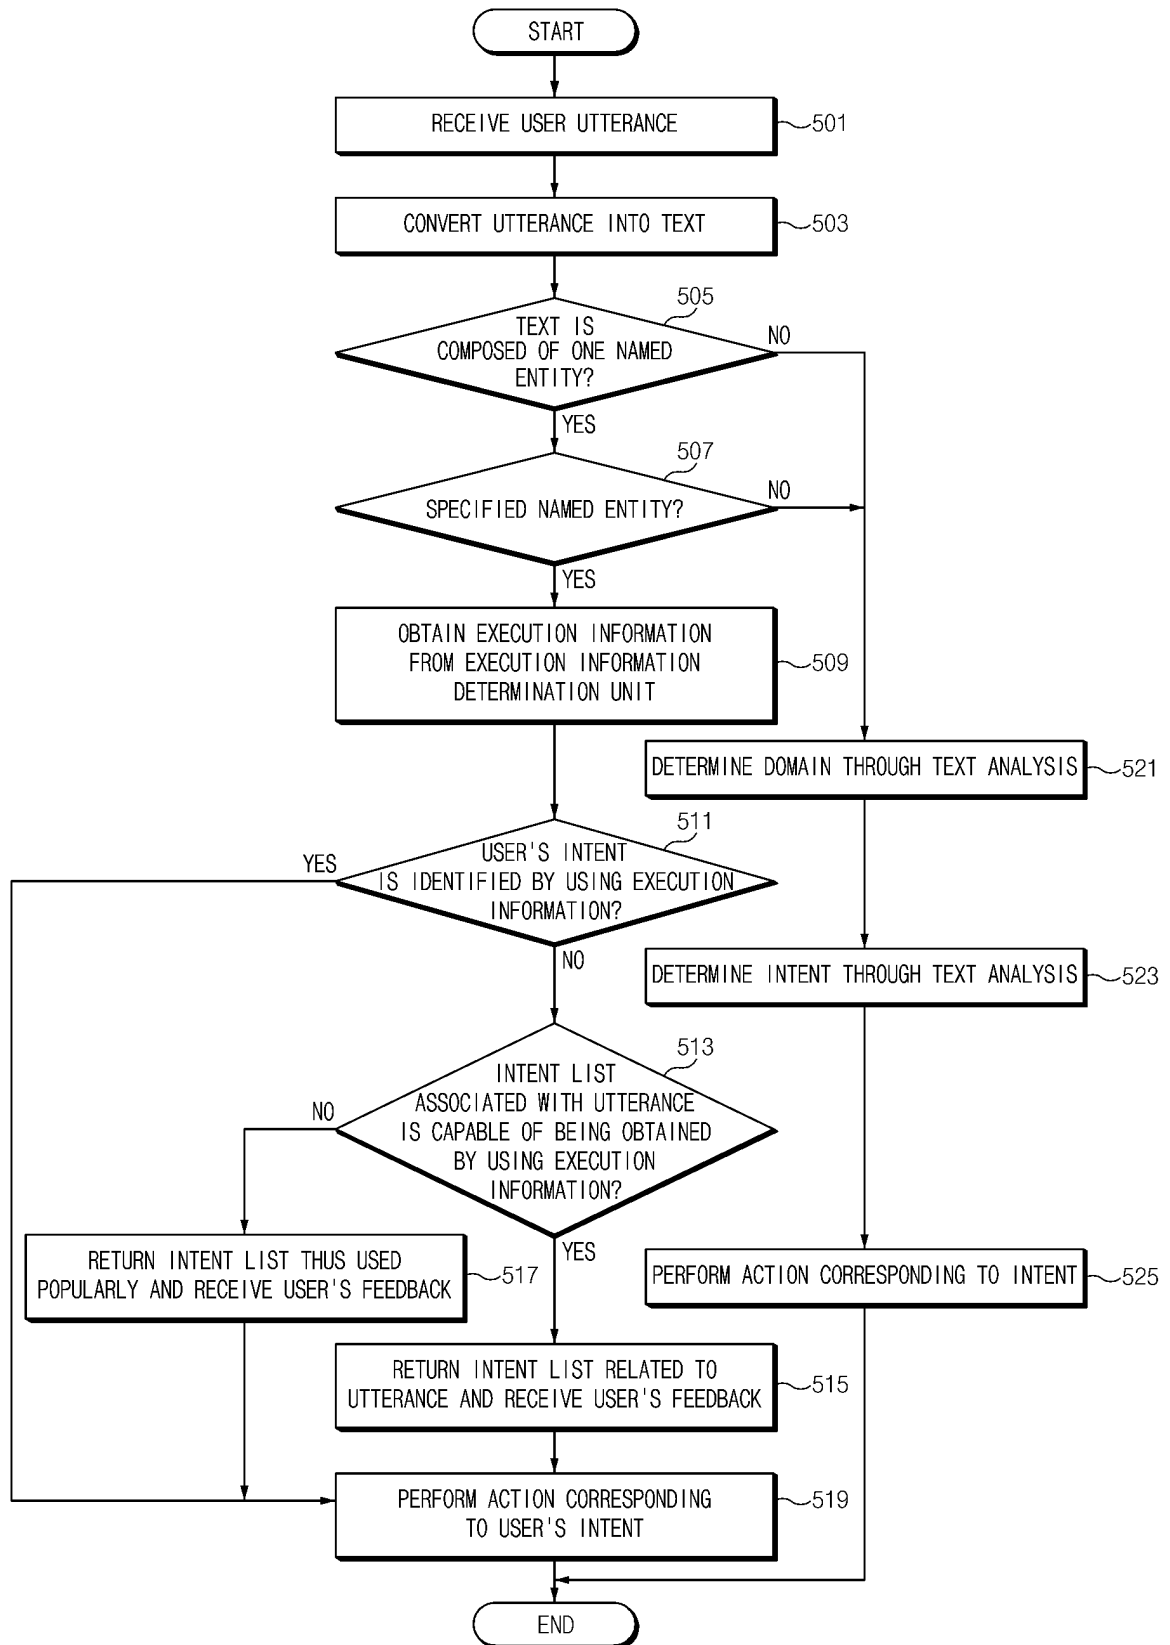 START
RECEIVE USER UTTERANCE
501
CONVERT UTTERANCE INTO TEXT
503
505
TEXT IS
COMPOSED OF ONE NAMED
ENTITY?
NO
YES
507
SPECIFIED NAMED ENTITY?
NO
YES
OBTAIN EXECUTION INFORMATION
FROM EXECUTION INFORMATION
DETERMINATION UNIT
509
DETERMINE DOMAIN THROUGH TEXT ANALYSIS
521
511
YES
USER'S INTENT
IS IDENTIFIED BY USING EXECUTION
INFORMATION?
NO
DETERMINE INTENT THROUGH TEXT ANALYSIS
523
513
INTENT LIST
ASSOCIATED WITH UTTERANCE
IS CAPABLE OF BEING OBTAINED
BY USING EXECUTION
INFORMATION?
NO
YES
RETURN INTENT LIST THUS USED
POPULARLY AND RECEIVE USER'S FEEDBACK
517
PERFORM ACTION CORRESPONDING TO INTENT
525
RETURN INTENT LIST RELATED TO
UTTERANCE AND RECEIVE USER'S FEEDBACK
515
PERFORM ACTION CORRESPONDING
TO USER'S INTENT
519
END